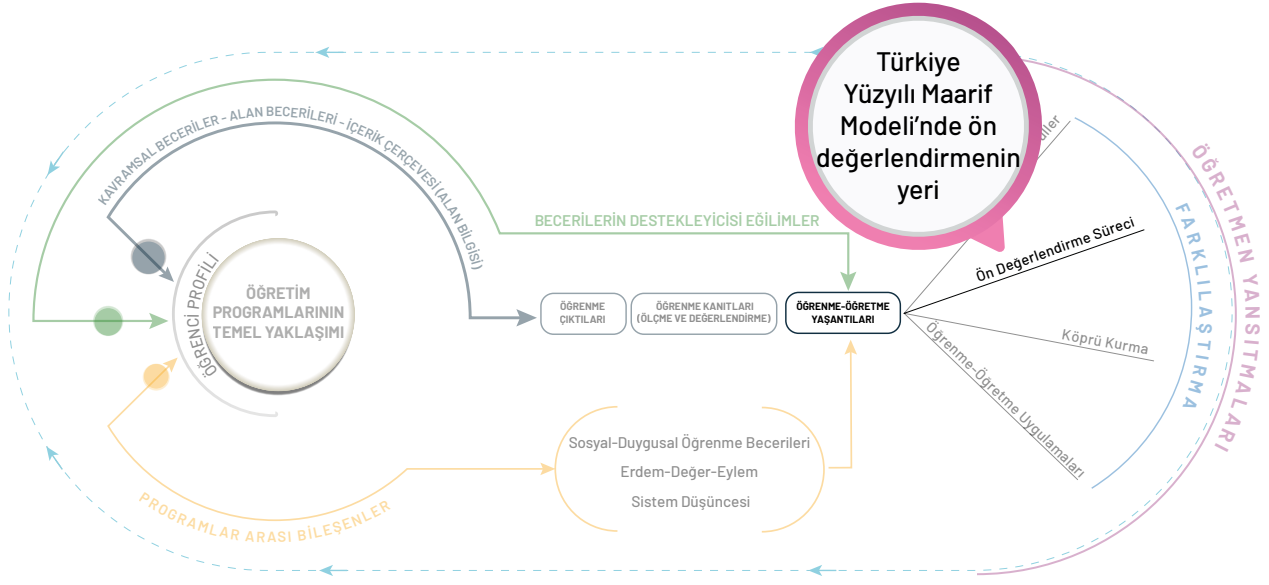 Türkiye
Yüzyılı Maarif
Modeli’nde ön
değerlendirmenin
yeri
KAVRAMSAL BECERİLER - ALAN BECERİLERİ - İÇERİK ÇERÇEVESİ (ALAN BİLGİSİ)
BECERİLERİN DESTEKLEYİCİSİ EĞİLİMLER
ÖĞRENCİ PROFİLİ
ÖĞRETİM
PROGRAMLARININ
TEMEL YAKLAŞIMI
ÖĞRENME
ÇIKTILARI
ÖĞRENME KANITLARI
(ÖLÇME VE DEĞERLENDİRME)
ÖĞRENME-ÖĞRETME
YAŞANTILARI
Ön Değerlendirme Süreci
Köprü Kurma
Öğrenme-Öğretme Uygulamaları
FARKLILAŞTIRMA
ÖĞRETMEN YANSITMALARI
Sosyal-Duygusal Öğrenme Becerileri
Erdem-Değer-Eylem
Sistem Düşüncesi
PROGRAMLAR ARASI BİLEŞENLER